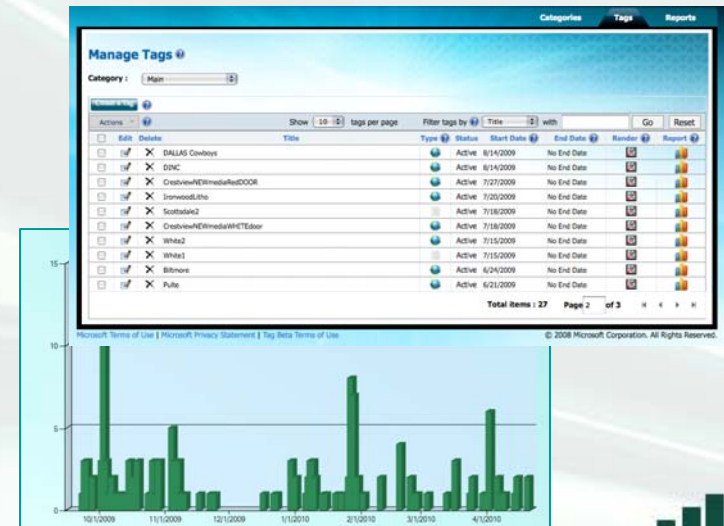 Categories Tags Reports
Manage Tags
Category : Main
Create a Tag
Actions Show 10 tags per page Filter tags by Title with Go Reset
Edit Delete Title Type Status Start Date End Date Render Report
DALLAS Cowboys Active 8/14/2009 No End Date
DINC Active 8/14/2009 No End Date
CrestviewNEWmediaRedDOOR Active 7/27/2009 No End Date
IronwoodLitho Active 7/20/2009 No End Date
Scottsdale2 Active 7/18/2009 No End Date
CrestviewNEWmediaWHITEdoor Active 7/18/2009 No End Date
White2 Active 7/15/2009 No End Date
White1 Active 7/15/2009 No End Date
Biltmore Active 6/24/2009 No End Date
Pulte Active 6/21/2009 No End Date
Total items : 27 Page 2 of 3
Microsoft Terms of Use | Microsoft Privacy Statement | Tag Beta Terms of Use © 2008 Microsoft Corporation. All Rights Reserved.
15
10
5
0
10/1/2009 11/1/2009 12/1/2009 1/1/2010 2/1/2010 3/1/2010 4/1/2010